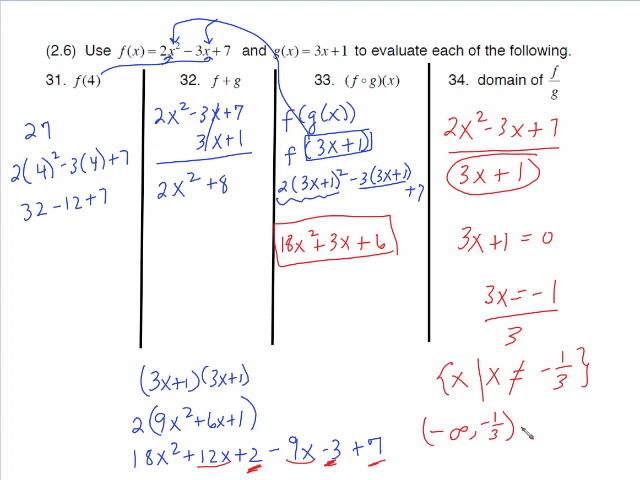 (2.6) Use f(x) = 2x² − 3x + 7 and g(x) = 3x + 1 to evaluate each of the following.
31. f(4)
27
2(4)² - 3(4) + 7
32 - 12 + 7
32. f + g
2x² - 3x + 7
3x + 1
2x² + 8
33. (f ∘ g)(x)
f(g(x))
f (3x+1)
2(3x+1)² - 3(3x+1)
+7
18x² + 3x + 6
34. domain of f/g
2x² - 3x + 7
3x + 1
3x + 1 = 0
3x = -1
3
{x | x ≠ -1/3}
(-∞, -1/3)
(3x+1)(3x+1)
2(9x² + 6x + 1)
18x² + 12x + 2 - 9x - 3 + 7